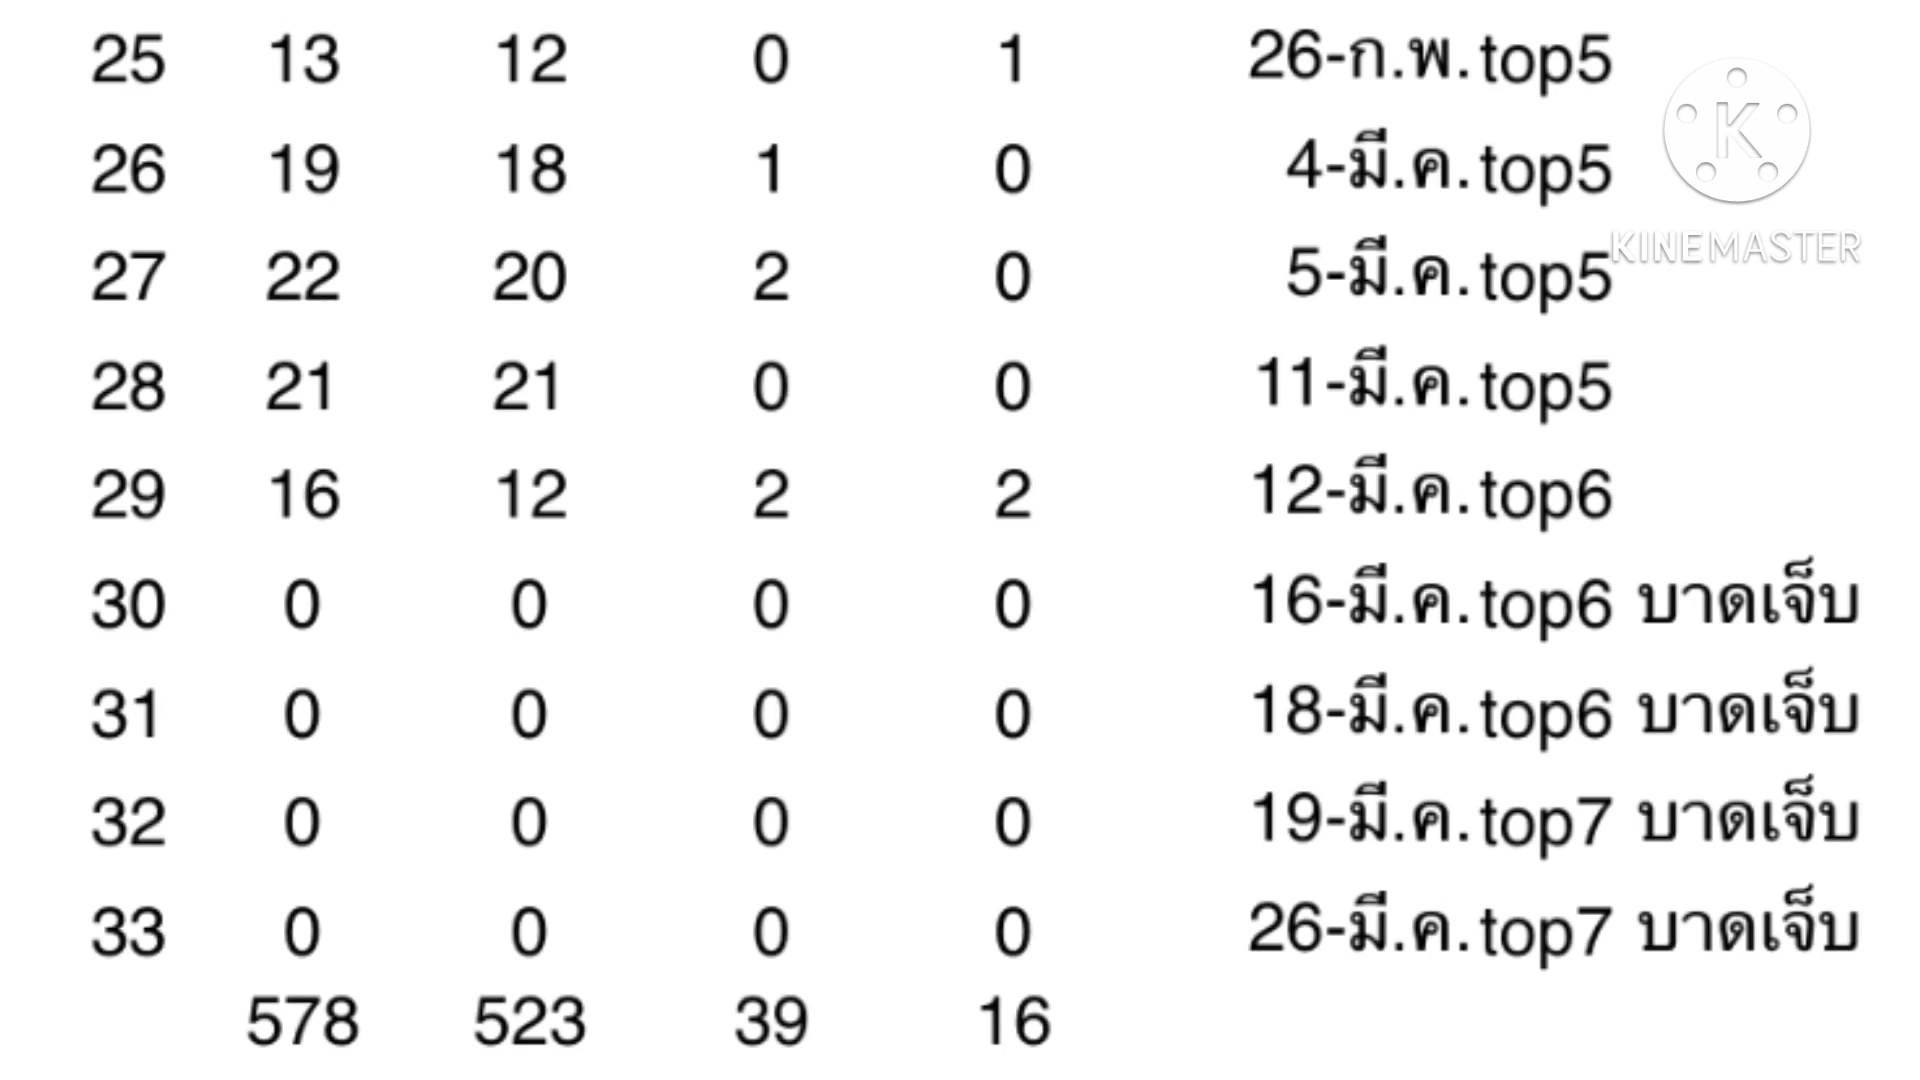 25 13 12 0 1 26-ก.พ. top5
26 19 18 1 0 4-มี.ค. top5
27 22 20 2 0 5-มี.ค. top5
28 21 21 0 0 11-มี.ค. top5
29 16 12 2 2 12-มี.ค. top6
30 0 0 0 0 16-มี.ค. top6 บาดเจ็บ
31 0 0 0 0 18-มี.ค. top6 บาดเจ็บ
32 0 0 0 0 19-มี.ค. top7 บาดเจ็บ
33 0 0 0 0 26-มี.ค. top7 บาดเจ็บ
578 523 39 16
K
KINEMASTER